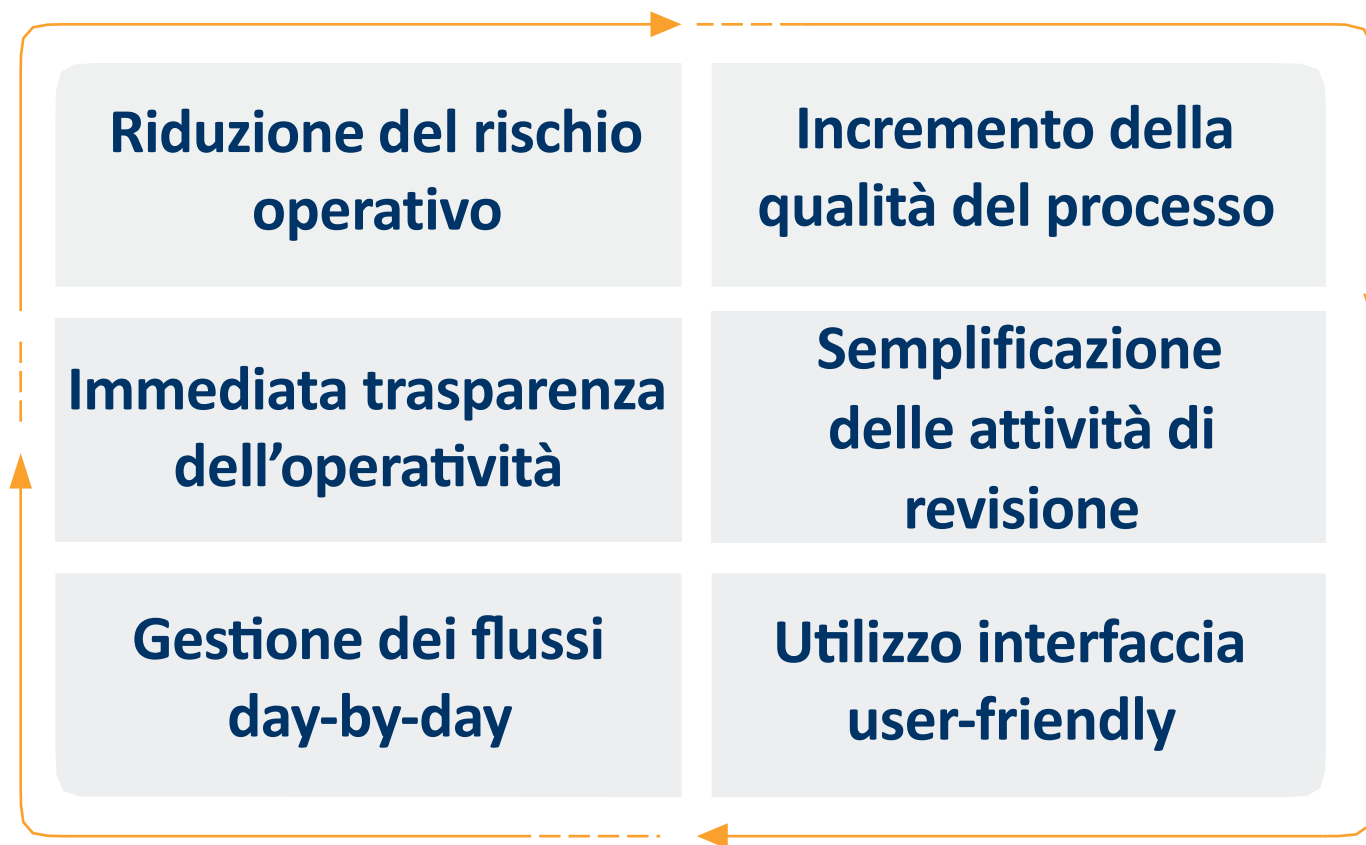 Riduzione del rischio
operativo
Incremento della
qualità del processo
Immediata trasparenza
dell’operatività
Semplificazione
delle attività di
revisione
Gestione dei flussi
day-by-day
Utilizzo interfaccia
user-friendly